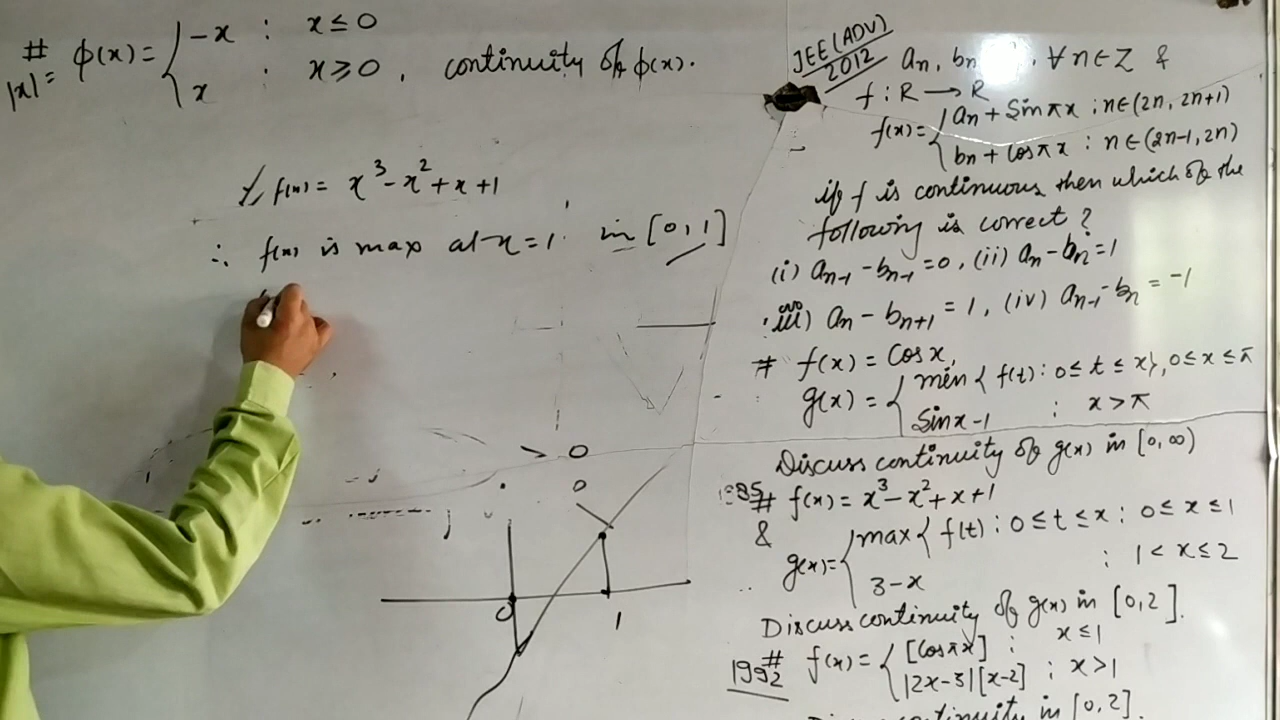 # φ(x) = { -x : x ≤ 0
|x| = x : x ≥ 0 , continuity of φ(x).
f(x) = x³ - x² + x + 1
∴ f(x) is max at x = 1 in [0, 1]
> 0
0
0 1
JEE (ADV) 2012
an, bn ∀ n ∈ Z &
f : R → R
f(x) = { an + Sin πx ; n ∈ (2n, 2n+1)
bn + cos πx : n ∈ (2n-1, 2n)
if f is continuous then which of the
following is correct ?
(i) an-1 - bn-1 = 0, (ii) an - bn = 1
(iii) an - bn+1 = 1, (iv) an-1 - bn = -1
# f(x) = Cos x,
g(x) = { min { f(t) : 0 ≤ t ≤ x}, 0 ≤ x ≤ π
Sin x - 1 : x > π
Discuss continuity of g(x) in [0, ∞)
1985 # f(x) = x³ - x² + x + 1
&
g(x) = { max { f(t) : 0 ≤ t ≤ x : 0 ≤ x ≤ 1
3 - x : 1 < x ≤ 2
Discuss continuity of g(x) in [0, 2].
1992 # f(x) = { [Cos πx] : x ≤ 1
|2x - 3| [x-2] ; x > 1
continuity in [0, 2].